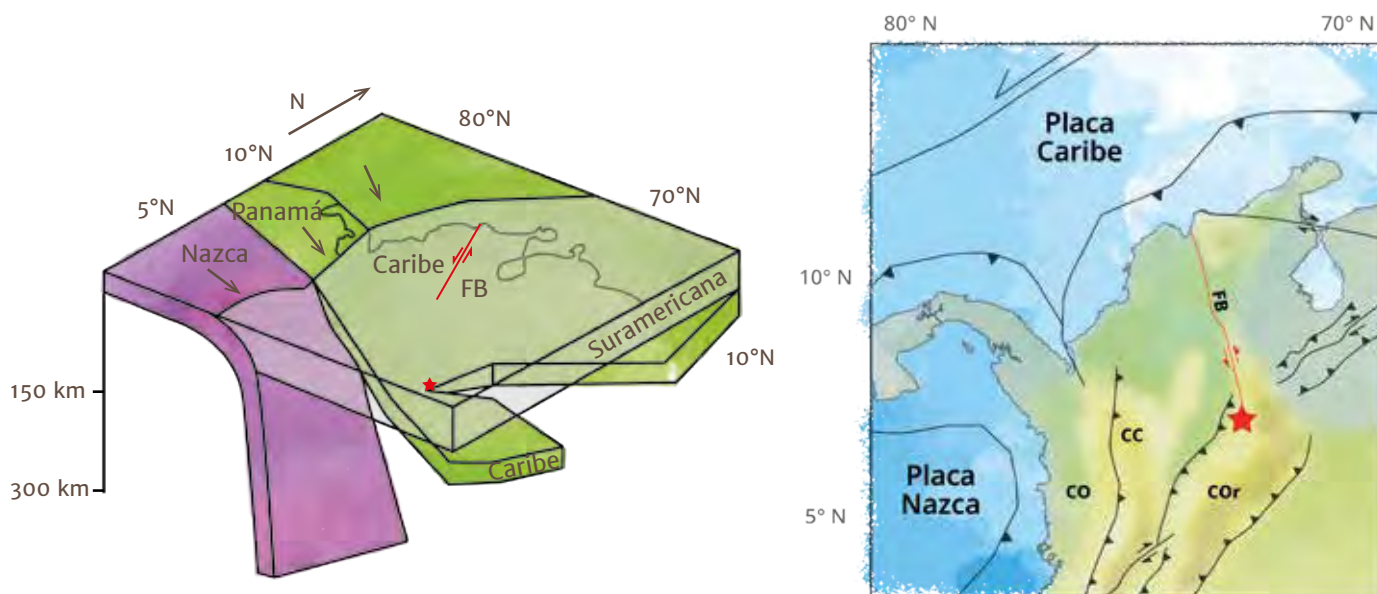 N
80°N
10°N
70°N
5°N
Panamá
Nazca
Caribe
FB
Suramericana
10°N
150 km
300 km
Caribe
80° N
70° N
Placa
Caribe
10° N
FB
CC
CO
COr
Placa
Nazca
5° N